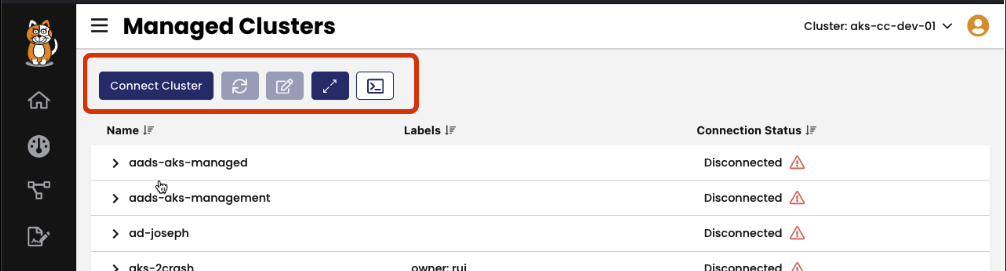 Managed Clusters
Cluster: aks-cc-dev-01
Connect Cluster
Name Labels Connection Status
aads-aks-managed Disconnected
aads-aks-management Disconnected
ad-joseph Disconnected
aks-2crash owner: rui Disconnected